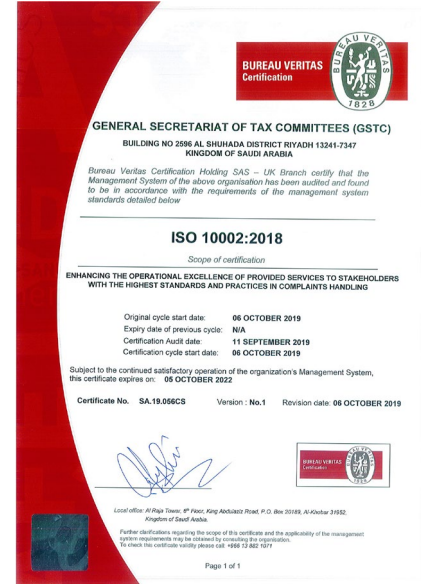 BUREAU VERITAS
Certification
BUREAU VERITAS
1828
GENERAL SECRETARIAT OF TAX COMMITTEES (GSTC)
BUILDING NO 2596 AL SHUHADA DISTRICT RIYADH 13241-7347
KINGDOM OF SAUDI ARABIA
Bureau Veritas Certification Holding SAS – UK Branch certify that the
Management System of the above organisation has been audited and found
to be in accordance with the requirements of the management system
standards detailed below
ISO 10002:2018
Scope of certification
ENHANCING THE OPERATIONAL EXCELLENCE OF PROVIDED SERVICES TO STAKEHOLDERS
WITH THE HIGHEST STANDARDS AND PRACTICES IN COMPLAINTS HANDLING
Original cycle start date: 06 OCTOBER 2019
Expiry date of previous cycle: N/A
Certification Audit date: 11 SEPTEMBER 2019
Certification cycle start date: 06 OCTOBER 2019
Subject to the continued satisfactory operation of the organization's Management System,
this certificate expires on: 05 OCTOBER 2022
Certificate No. SA.19.056CS Version : No.1 Revision date: 06 OCTOBER 2019
BUREAU VERITAS
Certification
BUREAU VERITAS
1828
Local office: Al Raja Tower, 6th Floor, King Abdulaziz Road, P.O. Box 20189, Al-Khobar 31952,
Kingdom of Saudi Arabia.
Further clarifications regarding the scope of this certificate and the applicability of the management
system requirements may be obtained by consulting the organisation.
To check this certificate validity please call: +966 13 882 1071
Page 1 of 1